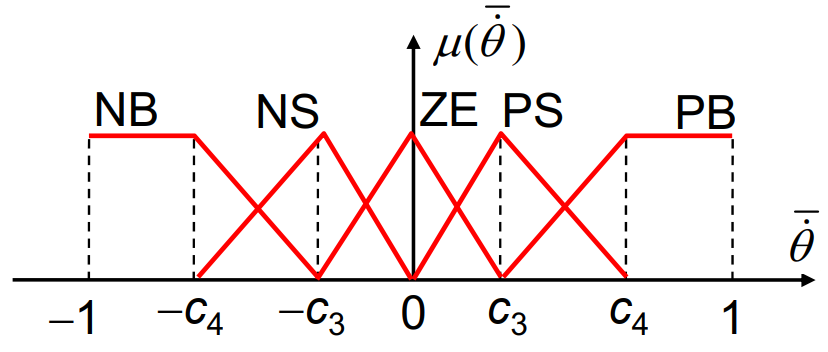 μ(θ̇̅)
NB NS ZE PS PB
θ̇̅
−1 −c₄ −c₃ 0 c₃ c₄ 1